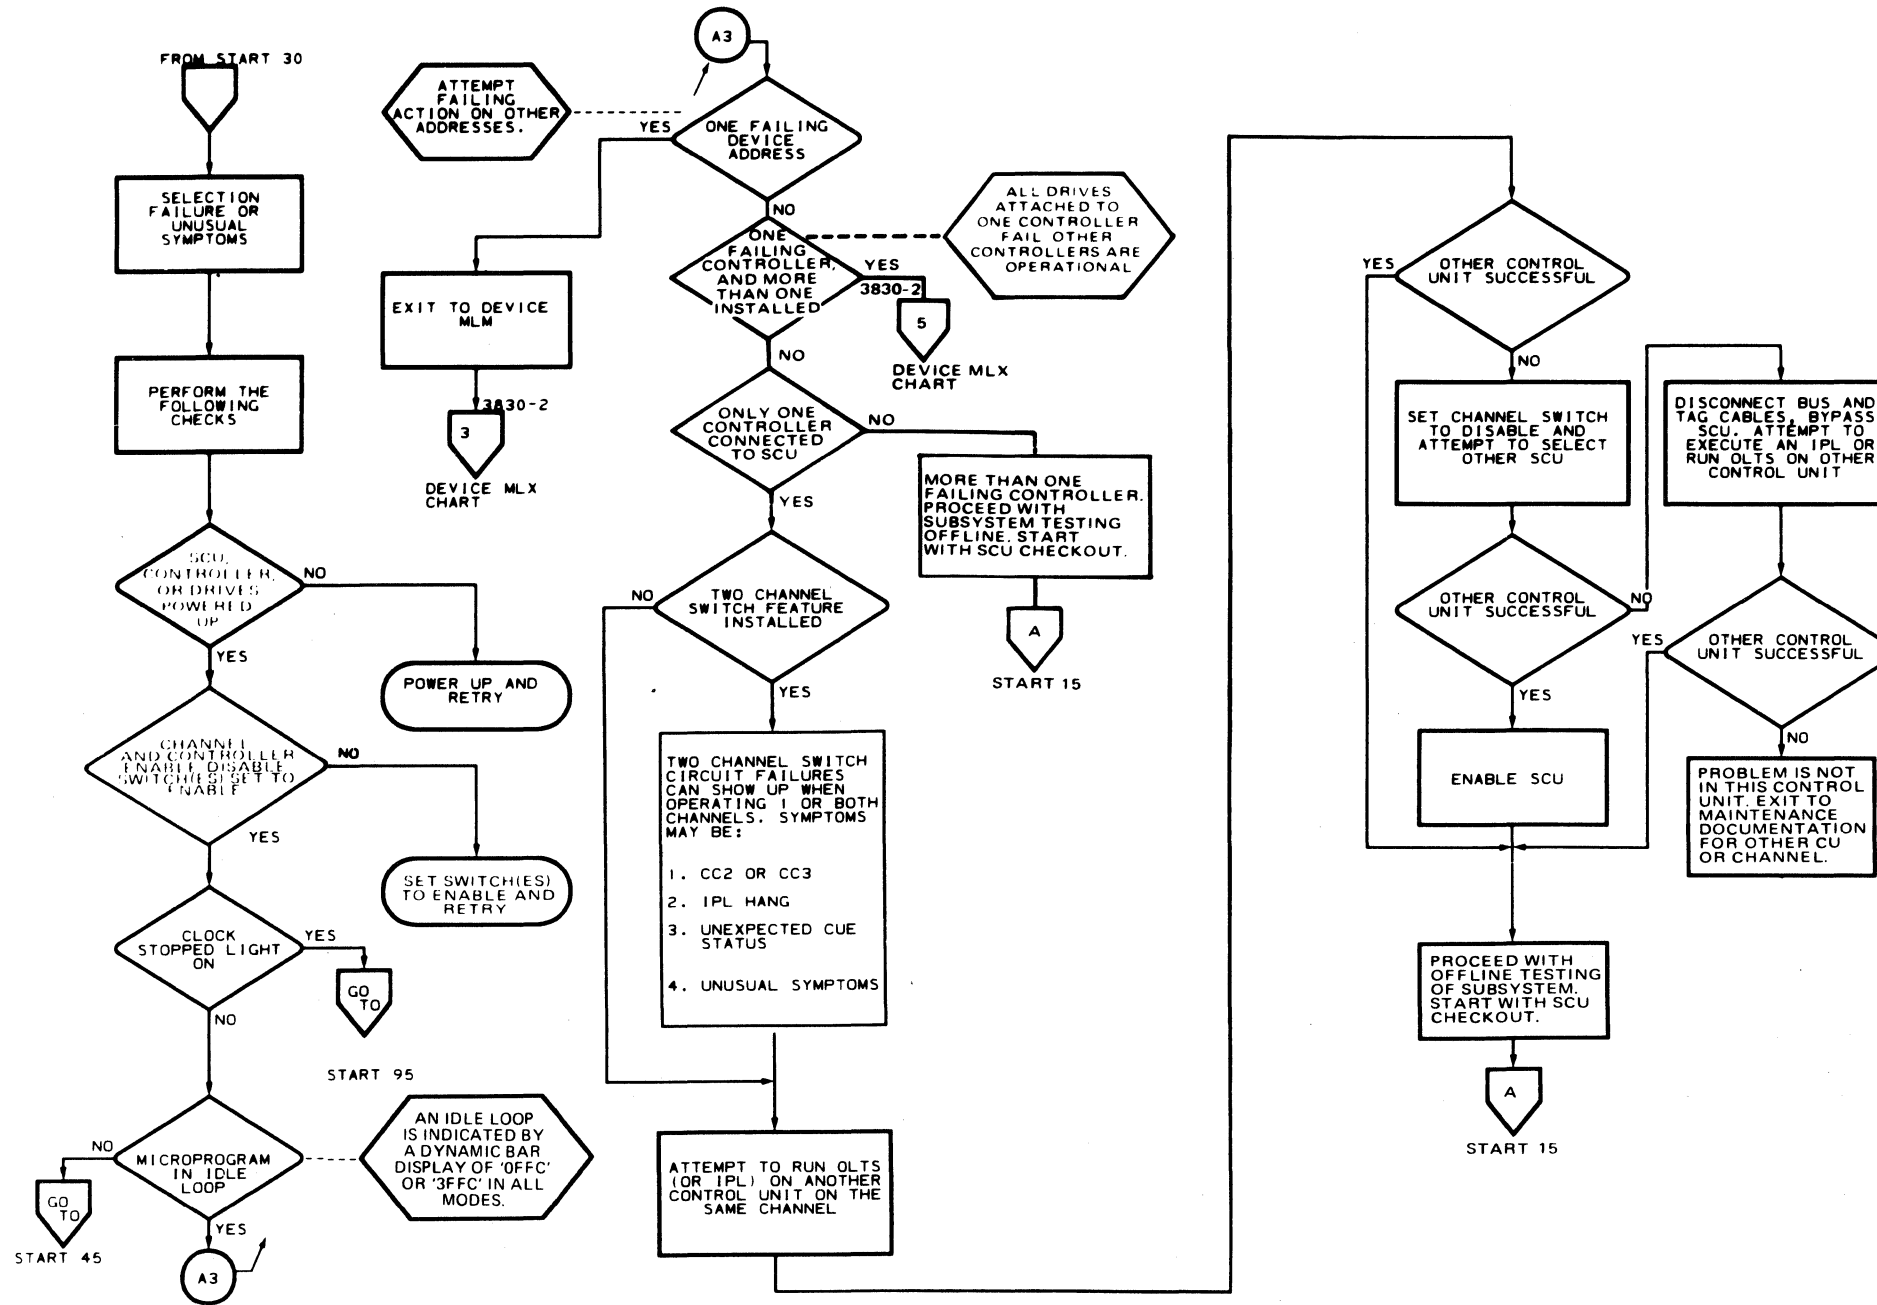 FROM START 30
SELECTION
FAILURE OR
UNUSUAL
SYMPTOMS
PERFORM THE
FOLLOWING
CHECKS
SCU,
CONTROLLER,
OR DRIVES
POWERED
UP
NO
YES
POWER UP AND
RETRY
CHANNEL
AND CONTROLLER
ENABLE DISABLE
SWITCH(ES) SET TO
ENABLE
NO
YES
SET SWITCH(ES)
TO ENABLE AND
RETRY
CLOCK
STOPPED LIGHT
ON
YES
NO
GO
TO
START 95
MICROPROGRAM
IN IDLE
LOOP
NO
GO
TO
START 45
YES
A3
AN IDLE LOOP
IS INDICATED BY
A DYNAMIC BAR
DISPLAY OF '0FFC'
OR '3FFC' IN ALL
MODES.
A3
ATTEMPT
FAILING
ACTION ON OTHER
ADDRESSES.
ONE FAILING
DEVICE
ADDRESS
YES
NO
EXIT TO DEVICE
MLM
3830-2
3
DEVICE MLX
CHART
ONE
FAILING
CONTROLLER,
AND MORE
THAN ONE
INSTALLED
YES
3830-2
5
DEVICE MLX
CHART
NO
ALL DRIVES
ATTACHED TO
ONE CONTROLLER
FAIL OTHER
CONTROLLERS ARE
OPERATIONAL
ONLY ONE
CONTROLLER
CONNECTED
TO SCU
NO
YES
MORE THAN ONE
FAILING CONTROLLER.
PROCEED WITH
SUBSYSTEM TESTING
OFFLINE. START
WITH SCU CHECKOUT.
A
START 15
TWO CHANNEL
SWITCH FEATURE
INSTALLED
NO
YES
TWO CHANNEL SWITCH
CIRCUIT FAILURES
CAN SHOW UP WHEN
OPERATING 1 OR BOTH
CHANNELS. SYMPTOMS
MAY BE:
1. CC2 OR CC3
2. IPL HANG
3. UNEXPECTED CUE
STATUS
4. UNUSUAL SYMPTOMS
ATTEMPT TO RUN OLTS
(OR IPL) ON ANOTHER
CONTROL UNIT ON THE
SAME CHANNEL
OTHER CONTROL
UNIT SUCCESSFUL
YES
NO
SET CHANNEL SWITCH
TO DISABLE AND
ATTEMPT TO SELECT
OTHER SCU
OTHER CONTROL
UNIT SUCCESSFUL
NO
YES
ENABLE SCU
DISCONNECT BUS AND
TAG CABLES, BYPASS
SCU. ATTEMPT TO
EXECUTE AN IPL OR
RUN OLTS ON OTHER
CONTROL UNIT
OTHER CONTROL
UNIT SUCCESSFUL
YES
NO
PROBLEM IS NOT
IN THIS CONTROL
UNIT. EXIT TO
MAINTENANCE
DOCUMENTATION
FOR OTHER CU
OR CHANNEL.
PROCEED WITH
OFFLINE TESTING
OF SUBSYSTEM.
START WITH SCU
CHECKOUT.
A
START 15